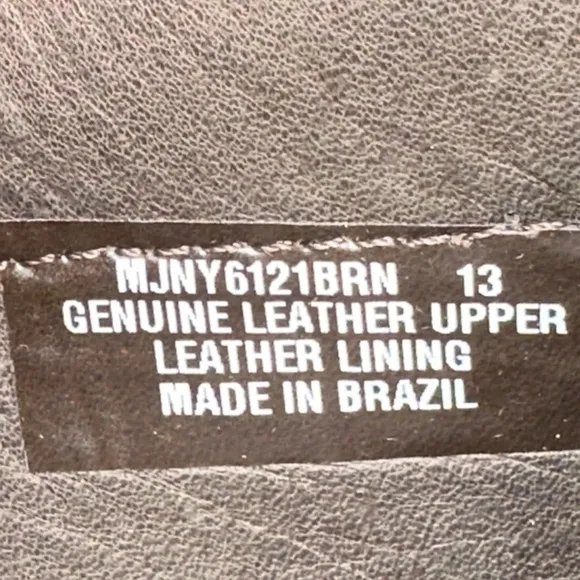 MJNY6121BRN 13
GENUINE LEATHER UPPER
LEATHER LINING
MADE IN BRAZIL